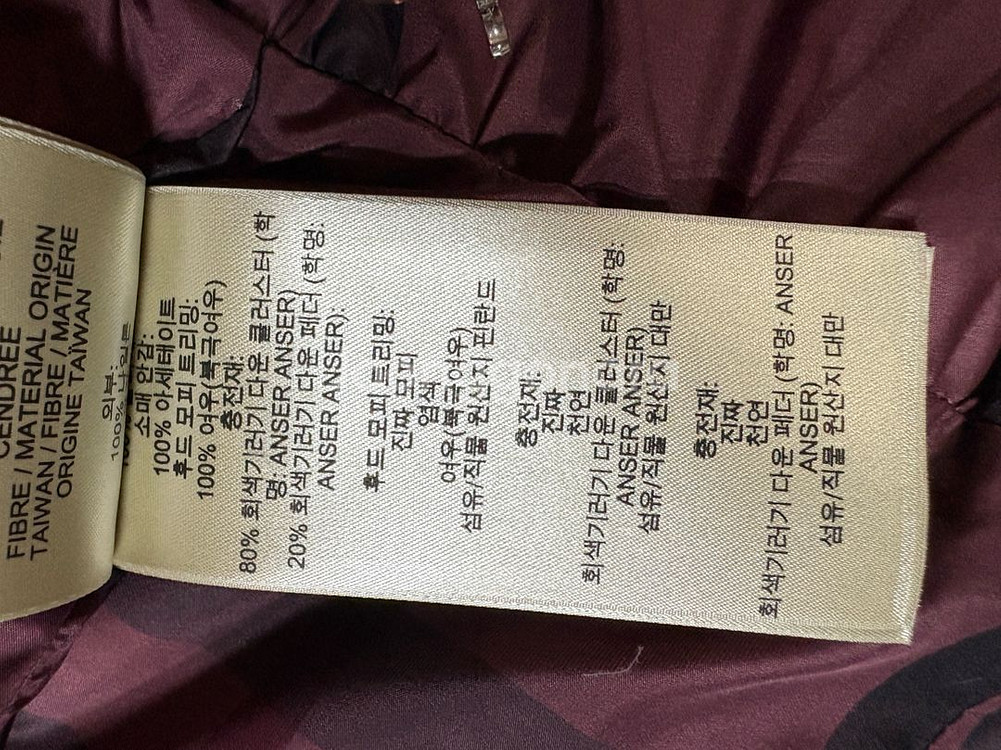 CENDRÉE
FIBRE / MATERIAL ORIGIN
TAIWAN / FIBRE / MATIÈRE
ORIGINE TAÏWAN
외부:
100% 나일론
소매 안감:
100% 아세테이트
후드 모피 트리밍:
100% 여우(북극여우)
충전재:
80% 회색기러기 다운 클러스터 (학
명: ANSER ANSER)
20% 회색기러기 다운 페더 (학명:
ANSER ANSER).
후드 모피 트리밍:
진짜 모피
염색
여우(북극여우)
섬유/직물 원산지 핀란드
충전재:
진짜
천연
회색기러기 다운 클러스터 (학명:
ANSER ANSER)
섬유/직물 원산지 대만
충전재:
진짜
천연
회색기러기 다운 페더 (학명: ANSER
ANSER)
섬유/직물 원산지 대만